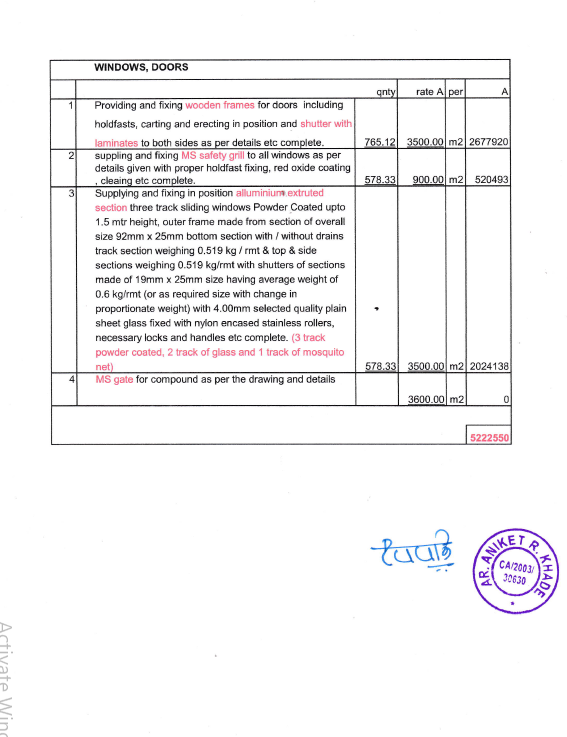 WINDOWS, DOORS
qnty rate A per A
1 Providing and fixing wooden frames for doors including
holdfasts, carting and erecting in position and shutter with
laminates to both sides as per details etc complete. 765.12 3500.00 m2 2677920
2 suppling and fixing MS safety grill to all windows as per
details given with proper holdfast fixing, red oxide coating
, cleaing etc complete. 578.33 900.00 m2 520493
3 Supplying and fixing in position alluminium extruted
section three track sliding windows Powder Coated upto
1.5 mtr height, outer frame made from section of overall
size 92mm x 25mm bottom section with / without drains
track section weighing 0.519 kg / rmt & top & side
sections weighing 0.519 kg/rmt with shutters of sections
made of 19mm x 25mm size having average weight of
0.6 kg/rmt (or as required size with change in
proportionate weight) with 4.00mm selected quality plain
sheet glass fixed with nylon encased stainless rollers,
necessary locks and handles etc complete. (3 track
powder coated, 2 track of glass and 1 track of mosquito
net) 578.33 3500.00 m2 2024138
4 MS gate for compound as per the drawing and details
3600.00 m2 0
5222550
AR. ANIKET R. KHADE
CA/2003/
30630
Activate Wind